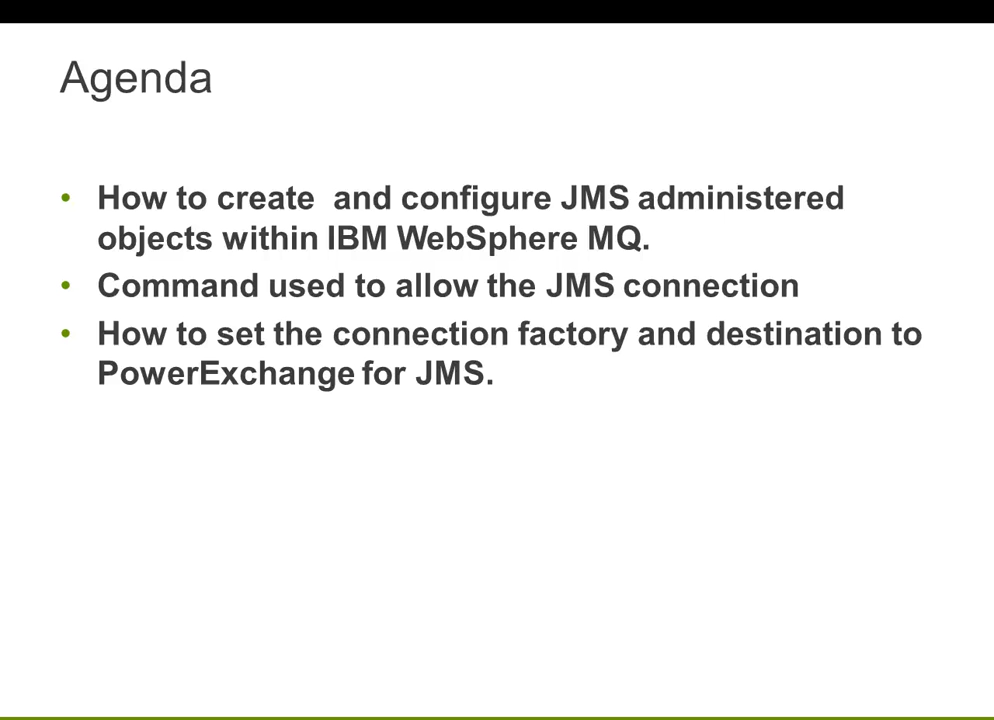 Agenda
• How to create  and configure JMS administered
objects within IBM WebSphere MQ.
• Command used to allow the JMS connection
• How to set the connection factory and destination to
PowerExchange for JMS.